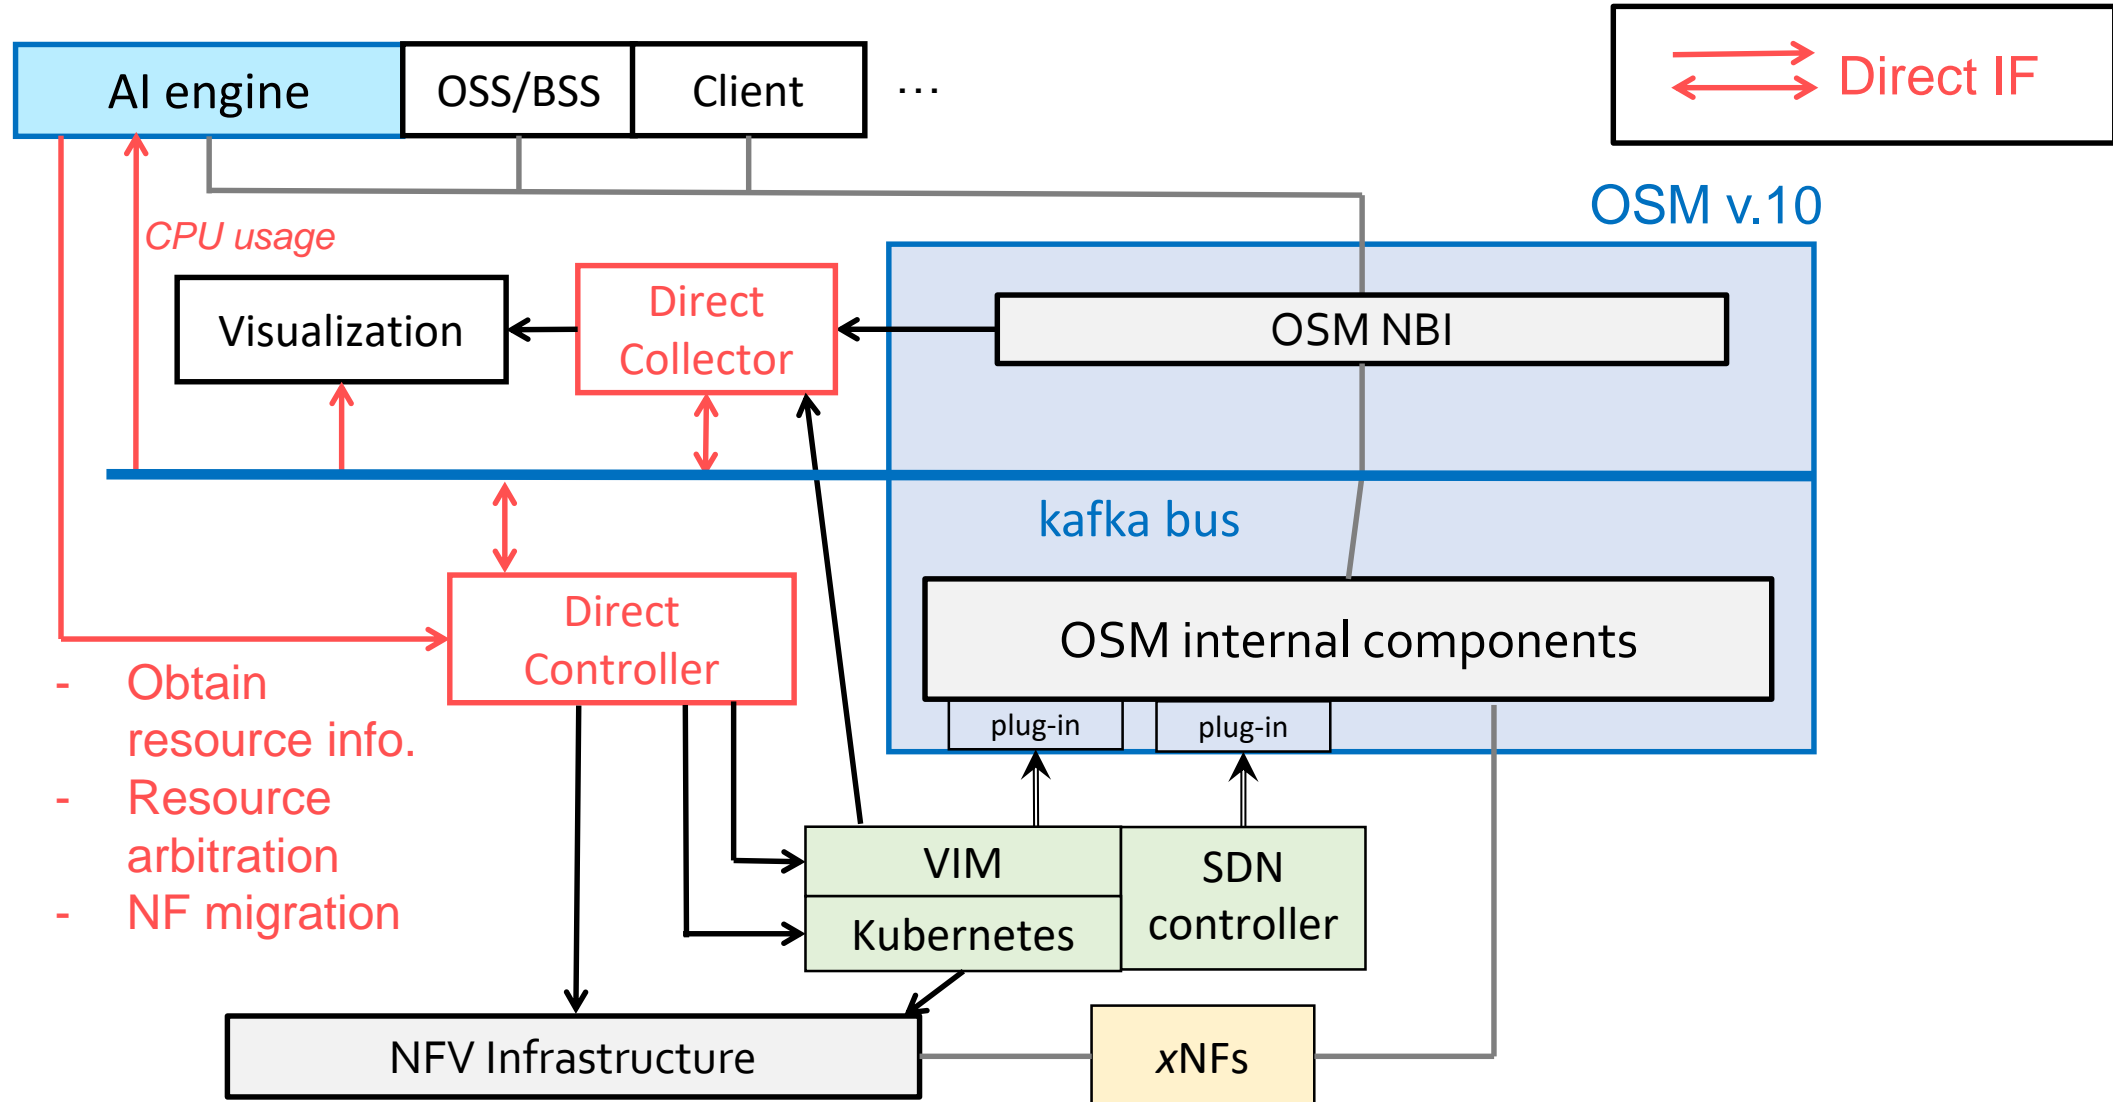 AI engine
OSS/BSS
Client
...
Direct IF
OSM v.10
CPU usage
Visualization
Direct
Collector
OSM NBI
kafka bus
Direct
Controller
OSM internal components
- Obtain
resource info.
- Resource
arbitration
- NF migration
plug-in
plug-in
VIM
SDN
controller
Kubernetes
NFV Infrastructure
xNFs